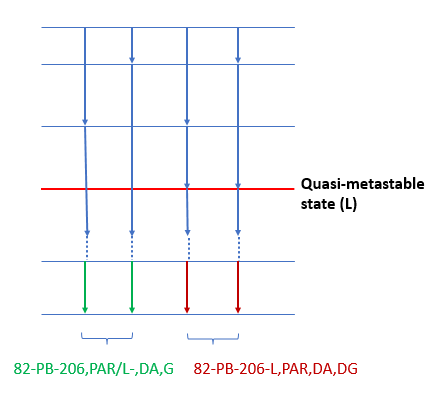 Quasi-metastable
state (L)
82-PB-206,PAR/L-,DA,G 82-PB-206-L,PAR,DA,DG